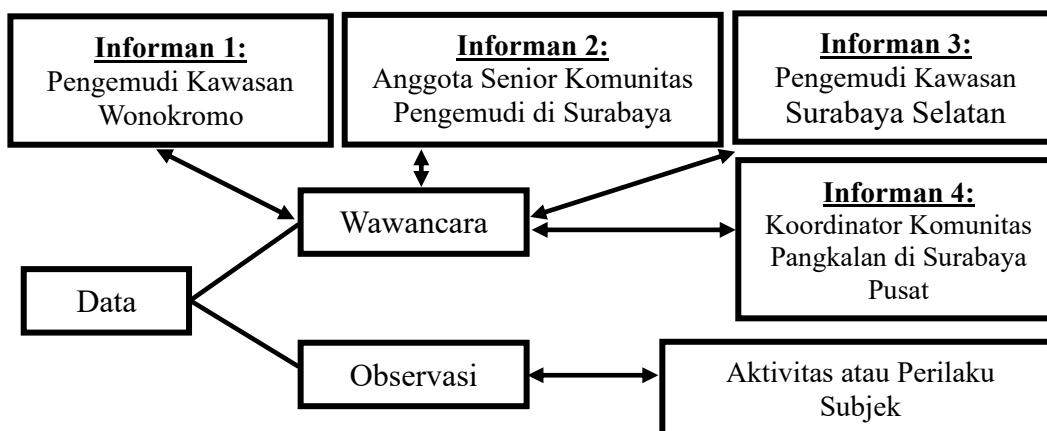 Informan 1:
Pengemudi Kawasan
Wonokromo
Informan 2:
Anggota Senior Komunitas
Pengemudi di Surabaya
Informan 3:
Pengemudi Kawasan
Surabaya Selatan
Wawancara
Informan 4:
Koordinator Komunitas
Pangkalan di Surabaya
Pusat
Data
Observasi
Aktivitas atau Perilaku
Subjek